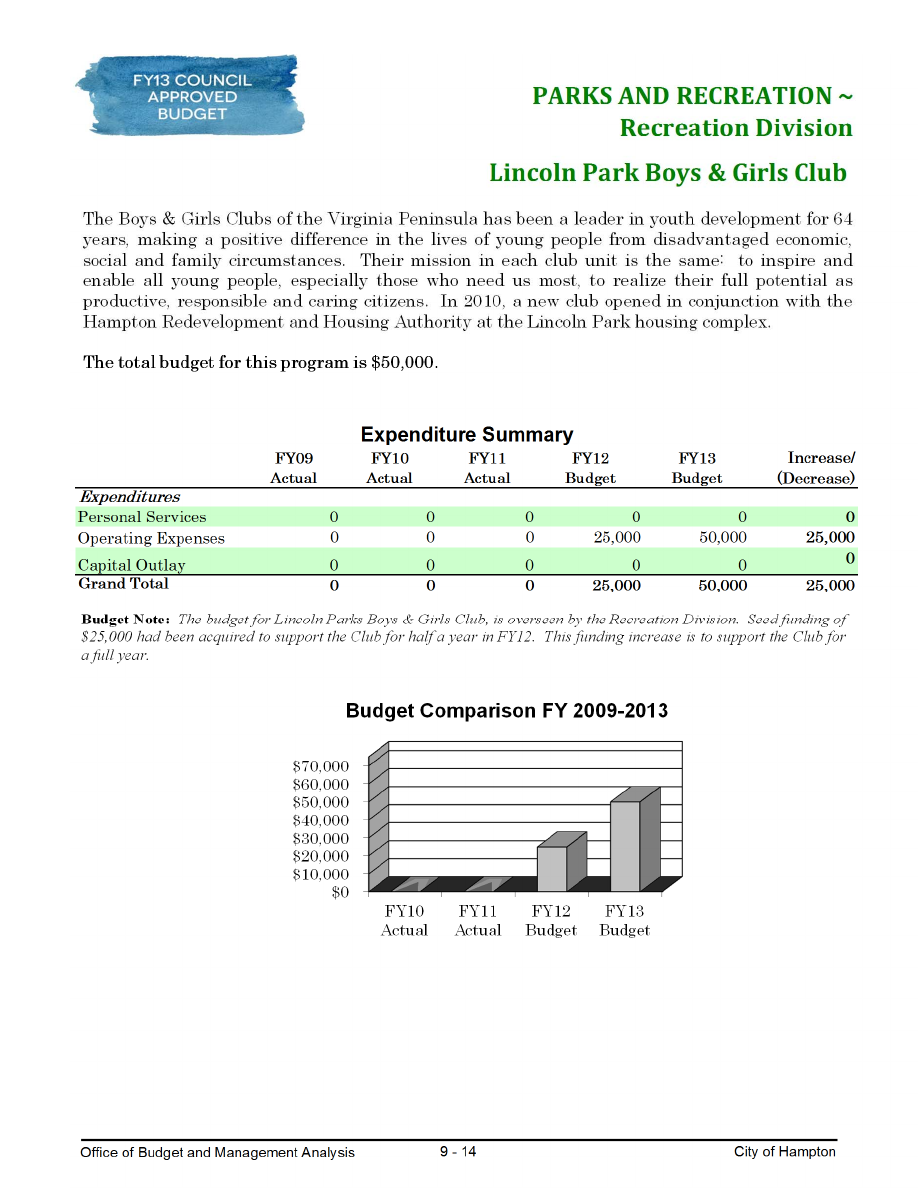 FY13 COUNCIL
APPROVED
BUDGET
PARKS AND RECREATION ~
Recreation Division
Lincoln Park Boys & Girls Club
The Boys & Girls Clubs of the Virginia Peninsula has been a leader in youth development for 64
years, making a positive difference in the lives of young people from disadvantaged economic,
social and family circumstances. Their mission in each club unit is the same: to inspire and
enable all young people, especially those who need us most, to realize their full potential as
productive, responsible and caring citizens. In 2010, a new club opened in conjunction with the
Hampton Redevelopment and Housing Authority at the Lincoln Park housing complex.
The total budget for this program is $50,000.
Expenditure Summary
FY09 FY10 FY11 FY12 FY13 Increase/
Actual Actual Actual Budget Budget (Decrease)
Expenditures
Personal Services 0 0 0 0 0 0
Operating Expenses 0 0 0 25,000 50,000 25,000
Capital Outlay 0 0 0 0 0 0
Grand Total 0 0 0 25,000 50,000 25,000
Budget Note: The budget for Lincoln Parks Boys & Girls Club, is overseen by the Recreation Division. Seed funding of
$25,000 had been acquired to support the Club for half a year in FY12. This funding increase is to support the Club for
a full year.
Budget Comparison FY 2009-2013
$70,000
$60,000
$50,000
$40,000
$30,000
$20,000
$10,000
$0
FY10 FY11 FY12 FY13
Actual Actual Budget Budget
Office of Budget and Management Analysis 9 - 14 City of Hampton